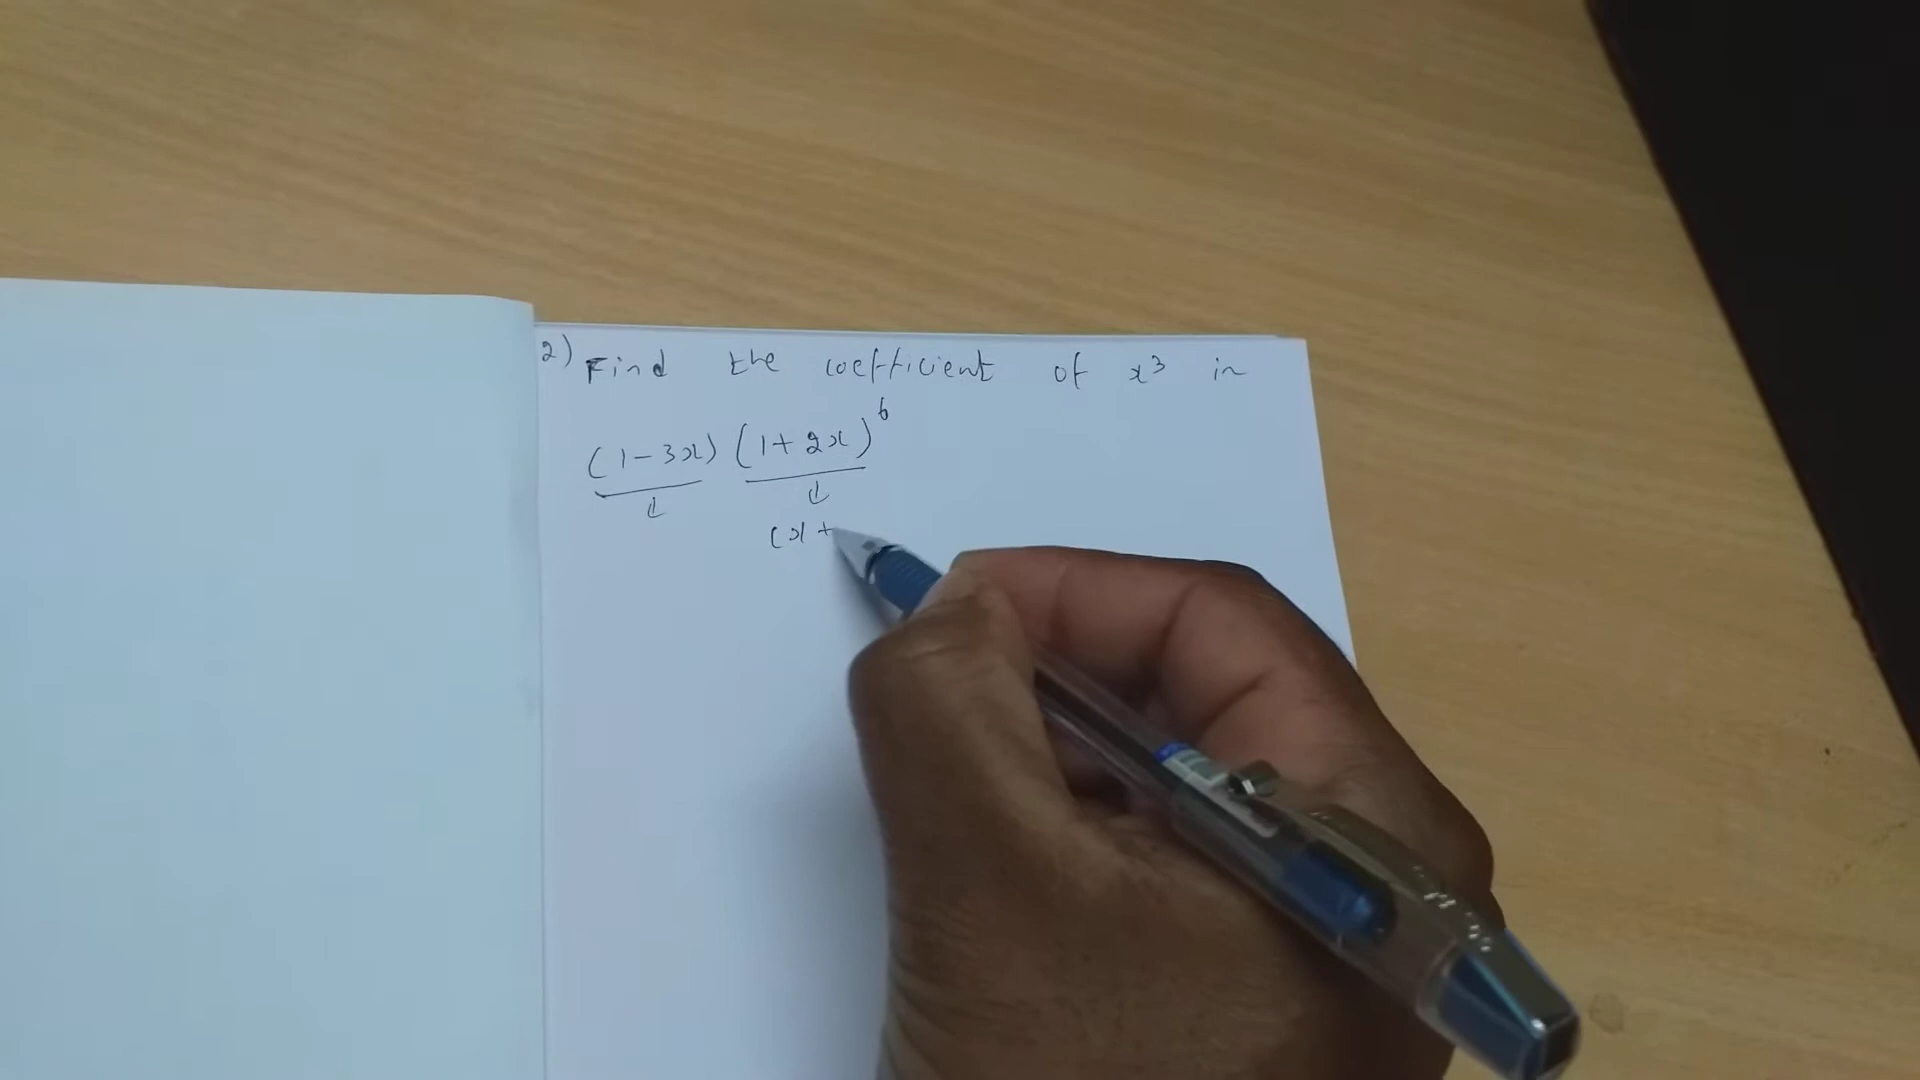 2) Find the coefficient of x³ in
(1-3x) (1+2x)⁶
(x +